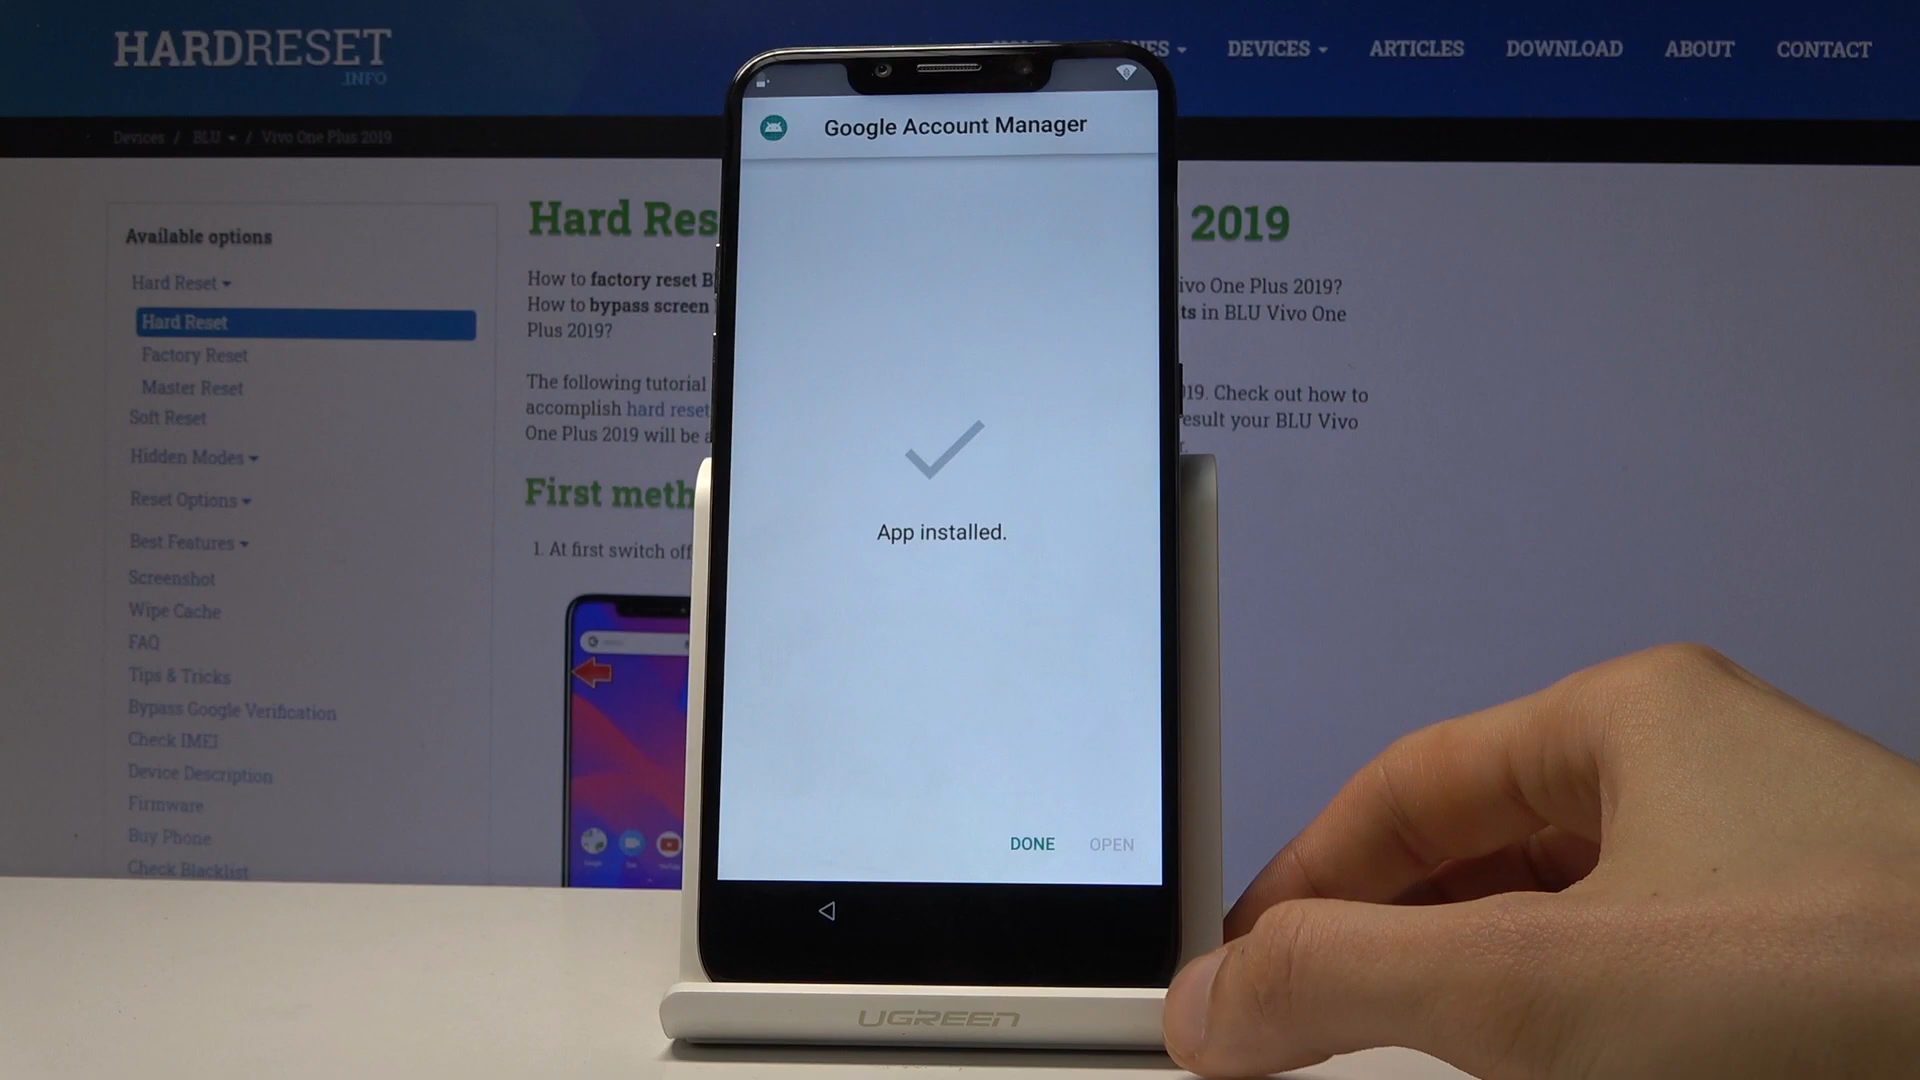 HARDRESET
.INFO
DEVICES
ARTICLES
DOWNLOAD
ABOUT
CONTACT
Devices / BLU / Vivo One Plus 2019
Available options
Hard Reset
Hard Reset
Factory Reset
Master Reset
Soft Reset
Hidden Modes
Reset Options
Best Features
Screenshot
Wipe Cache
FAQ
Tips & Tricks
Bypass Google Verification
Check IMEI
Device Description
Firmware
Buy Phone
Check Blacklist
Hard Res
2019
How to factory reset B
ivo One Plus 2019?
How to bypass screen
ts in BLU Vivo One
Plus 2019?
The following tutorial
19. Check out how to
accomplish hard reset
esult your BLU Vivo
One Plus 2019 will be a
r.
First meth
1. At first switch off
Google Account Manager
App installed.
DONE
OPEN
UGREEN